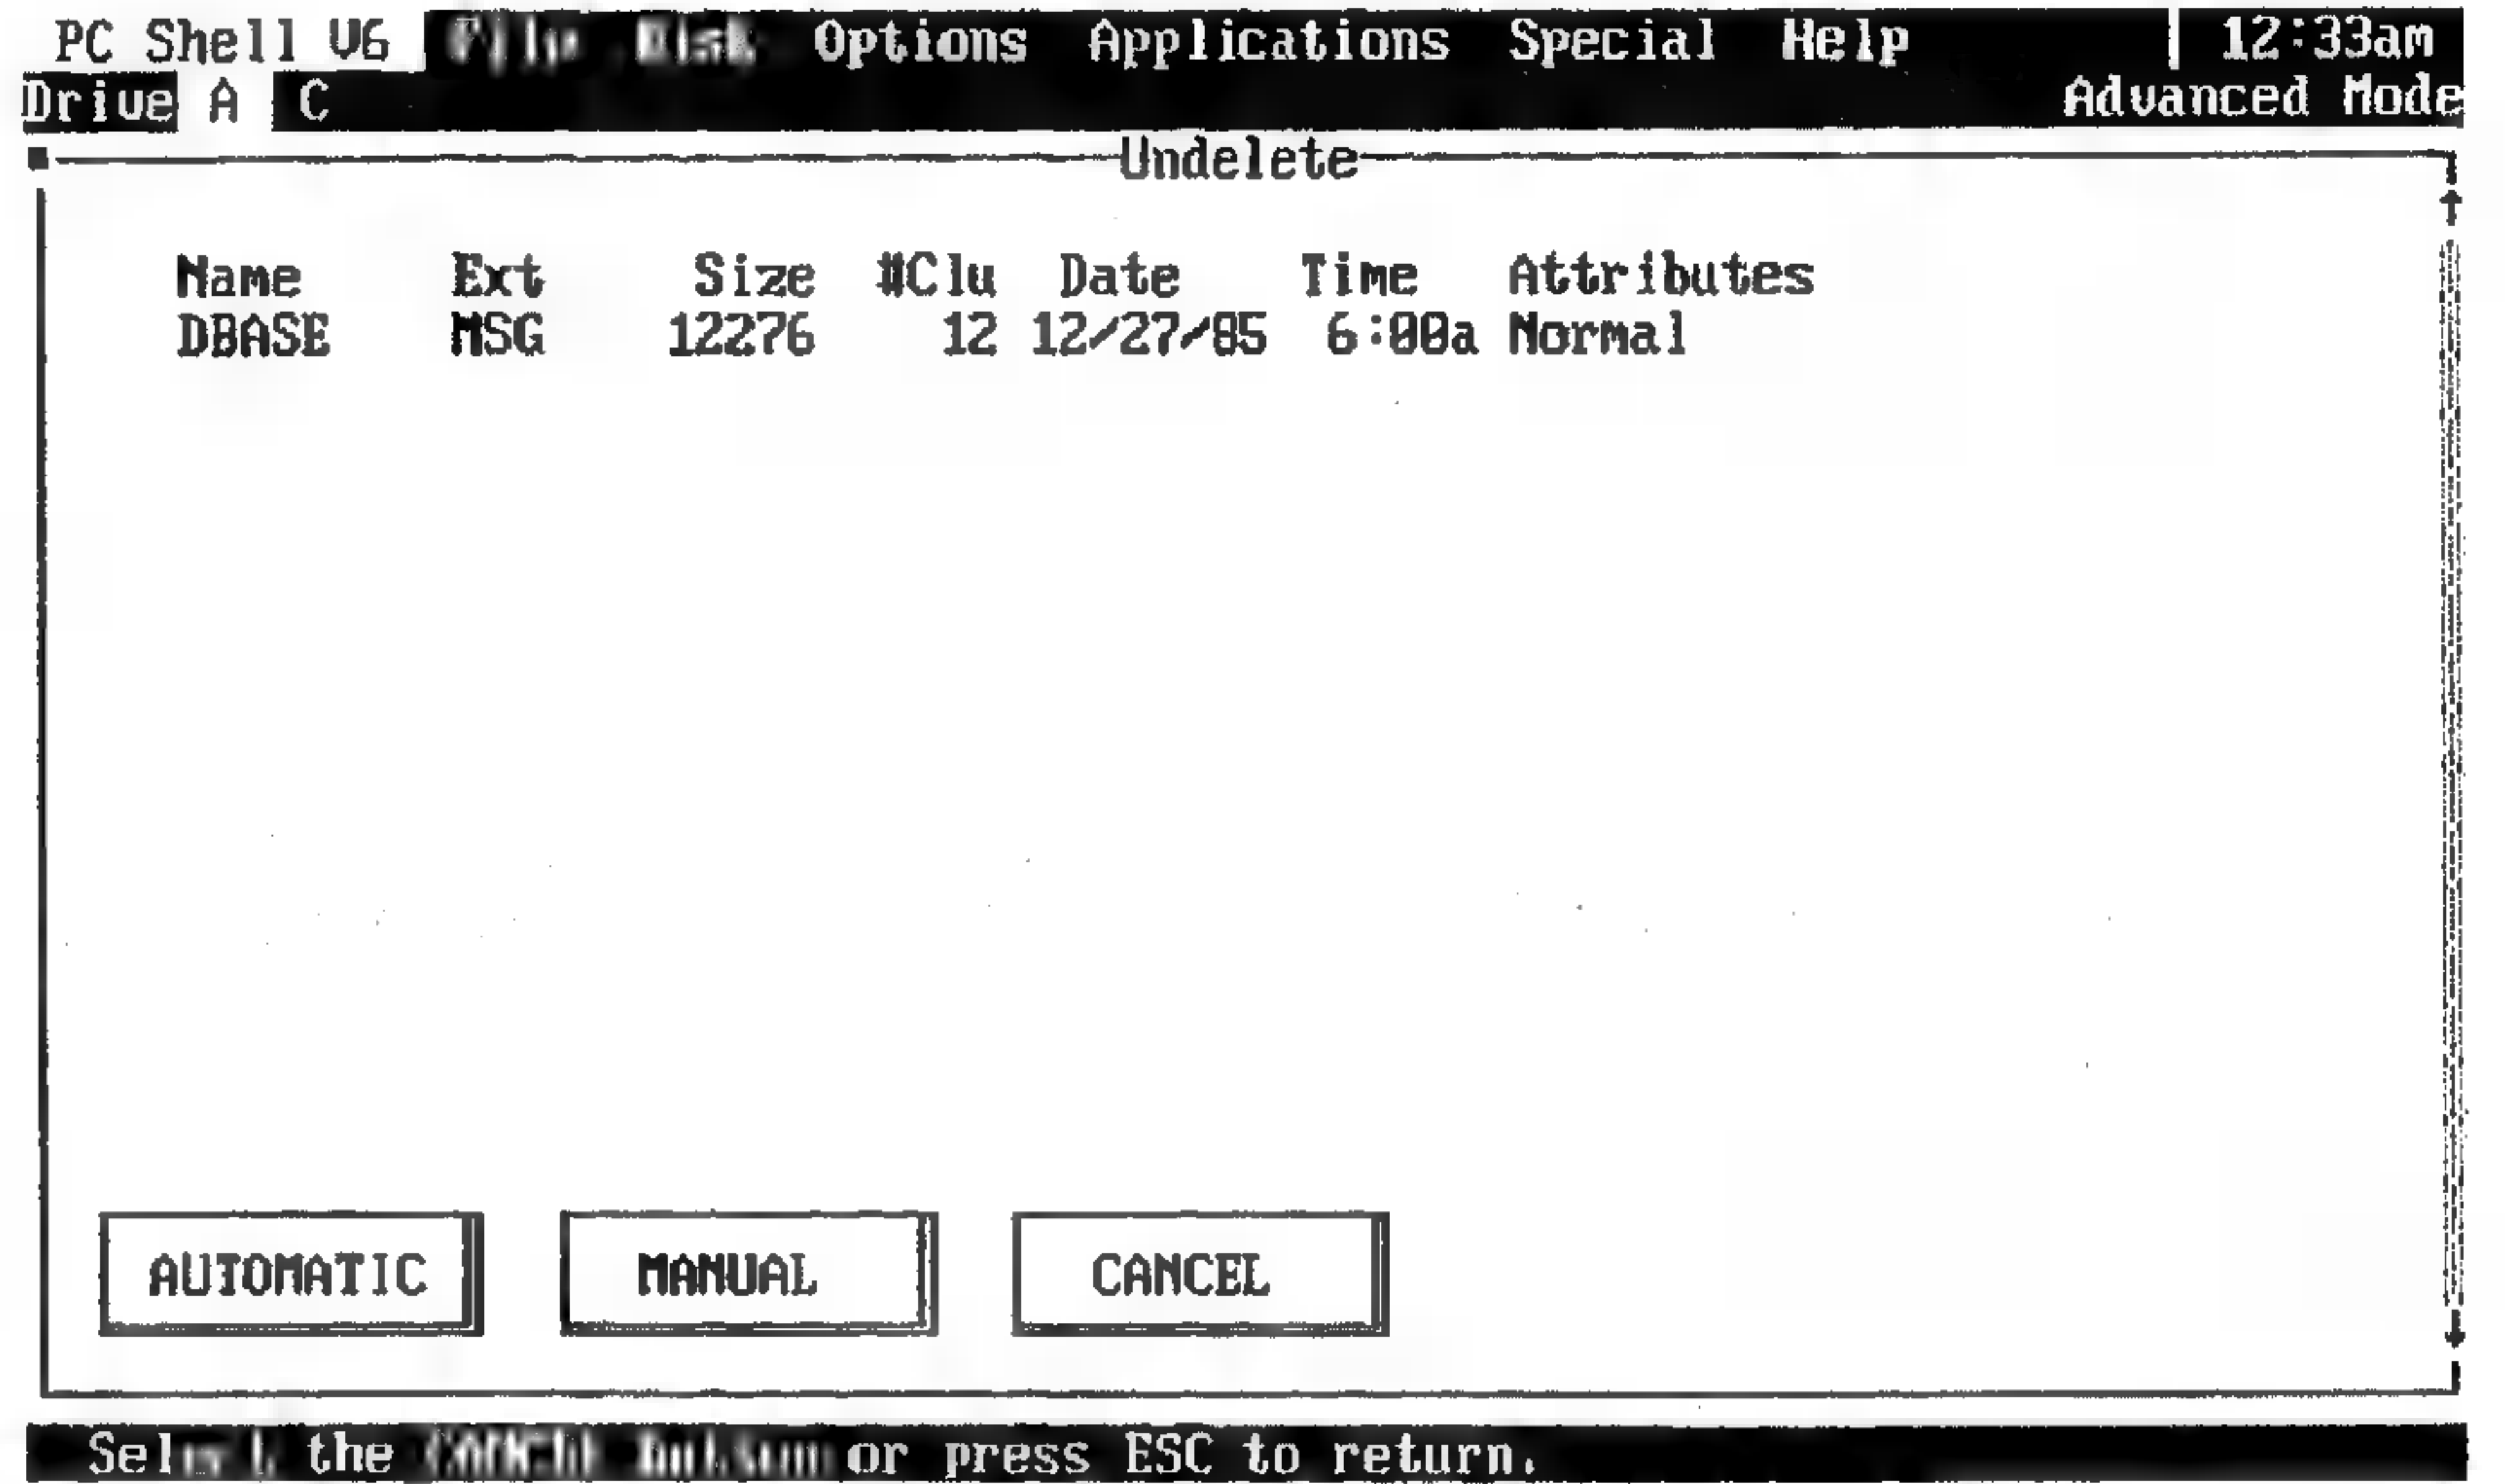 PC Shell V6 Options Applications Special Help 12:33am
Drive A C Advanced Mode
Undelete
Name Ext Size #Clu Date Time Attributes
DBASE MSG 12276 12 12/27/85 6:00a Normal
AUTOMATIC MANUAL CANCEL
the or press ESC to return.